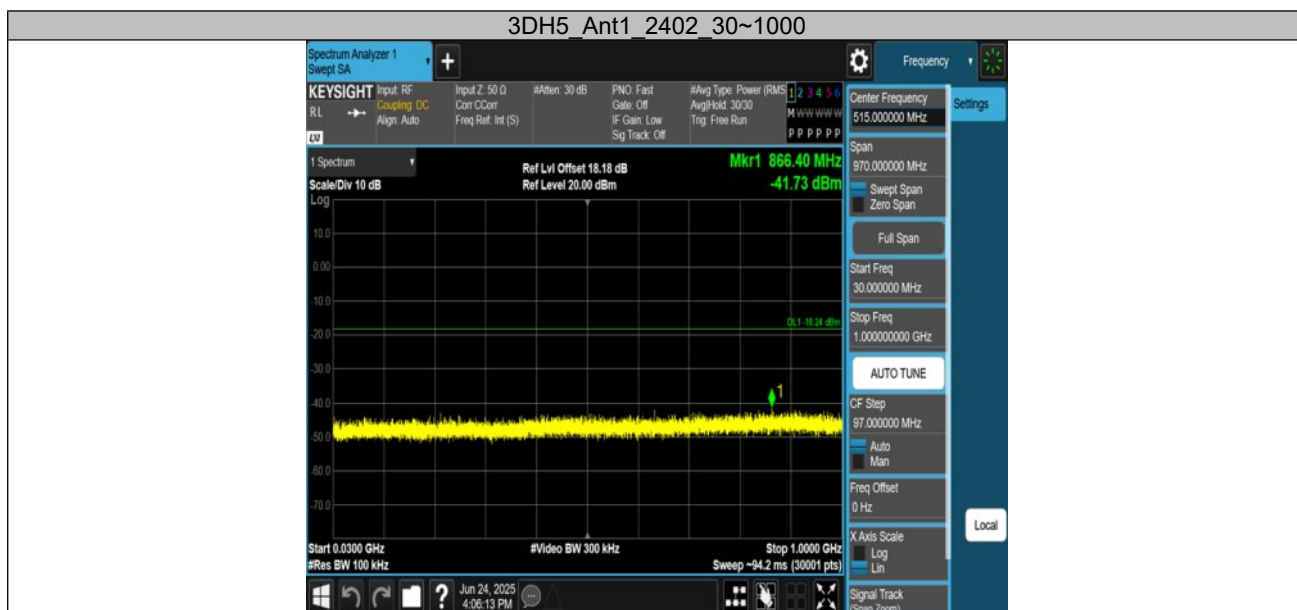 3DH5_Ant1_2402_30~1000
Spectrum Analyzer 1
Swept SA
Frequency
KEYSIGHT
RL
LXI
Input: RF
Coupling: DC
Align: Auto
Input Z: 50 Ω
Corr CCorr
Freq Ref: Int (S)
#Atten: 30 dB
PNO: Fast
Gate: Off
IF Gain: Low
Sig Track: Off
#Avg Type: Power (RMS
Avg|Hold: 30/30
Trig: Free Run
1 2 3 4 5 6
M W W W W W
P P P P P P
Center Frequency
515.000000 MHz
Settings
1 Spectrum
Scale/Div 10 dB
Ref Lvl Offset 18.18 dB
Ref Level 20.00 dBm
Mkr1 866.40 MHz
-41.73 dBm
Span
970.000000 MHz
Swept Span
Zero Span
Full Span
Start Freq
30.000000 MHz
Stop Freq
1.000000000 GHz
AUTO TUNE
CF Step
97.000000 MHz
Auto
Man
Freq Offset
0 Hz
X Axis Scale
Log
Lin
Signal Track
(Span Zoom)
Local
Log
10.0
0.00
-10.0
-20.0
-30.0
-40.0
-50.0
-60.0
-70.0
DL1 -18.24 dBm
1
Start 0.0300 GHz
#Res BW 100 kHz
#Video BW 300 kHz
Stop 1.0000 GHz
Sweep ~94.2 ms (30001 pts)
?
Jun 24, 2025
4:06:13 PM